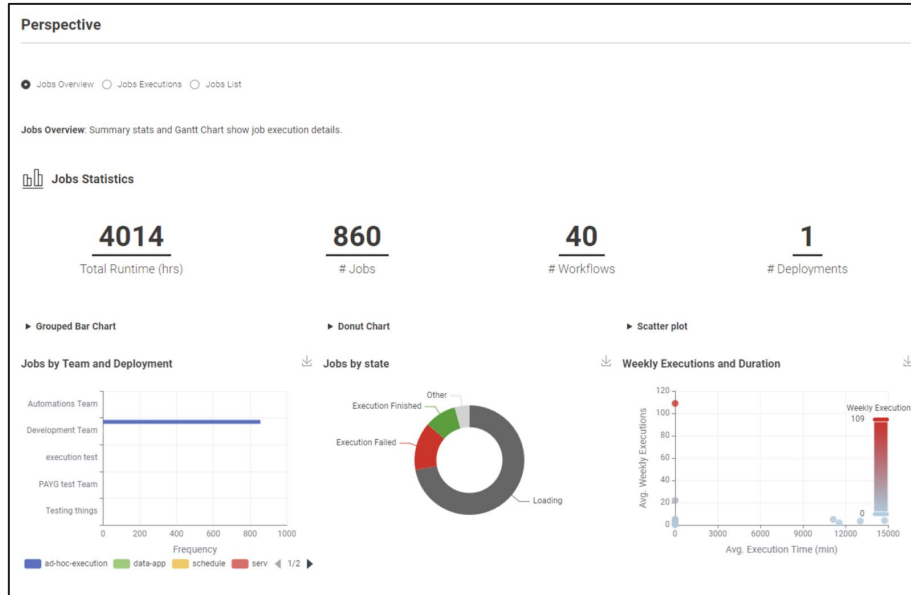 Perspective
Jobs Overview Jobs Executions Jobs List
Jobs Overview: Summary stats and Gantt Chart show job execution details.
Jobs Statistics
4014 860 40 1
Total Runtime (hrs) # Jobs # Workflows # Deployments
Grouped Bar Chart Donut Chart Scatter plot
Jobs by Team and Deployment Jobs by state Weekly Executions and Duration
Automations Team
Development Team
execution test
PAYG test Team
Testing things
0 200 400 600 800 1000
Frequency
ad-hoc-execution data-app schedule serv 1/2
Other
Execution Finished
Execution Failed
Loading
120
100
80
60
40
20
0
Avg. Weekly Executions
Weekly Execution
109
0
0 3000 6000 9000 12000 15000
Avg. Execution Time (min)